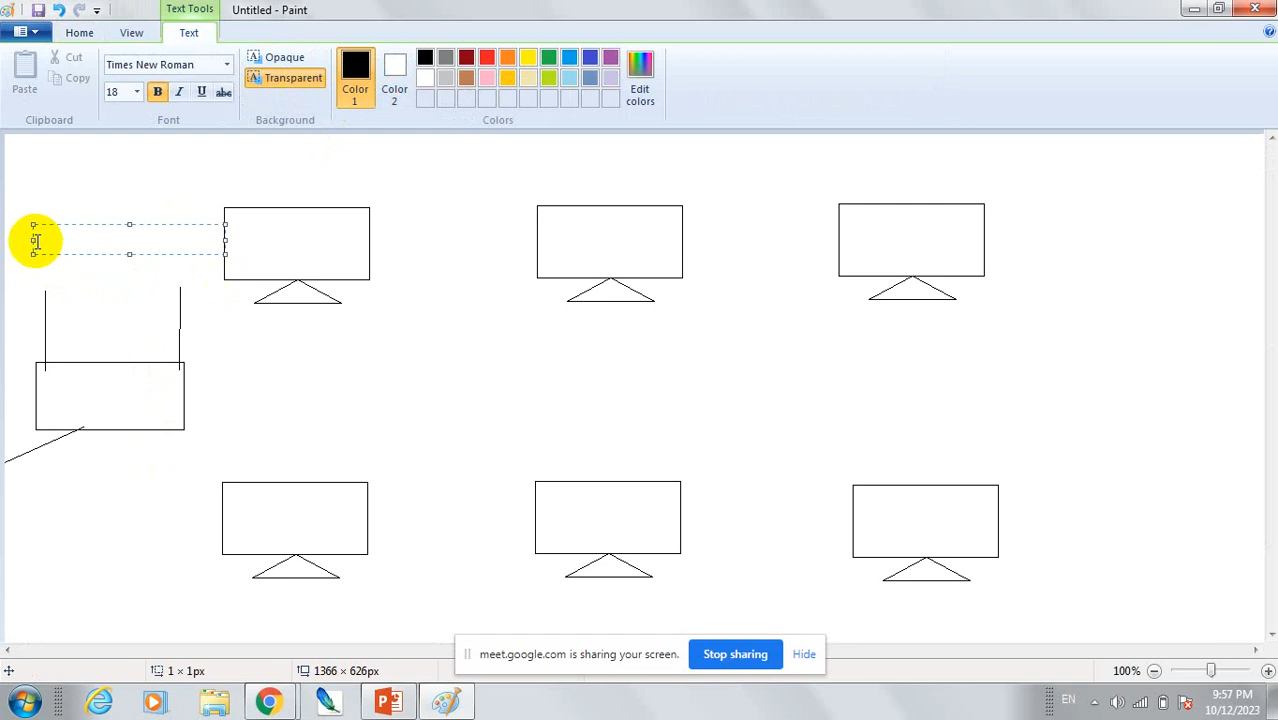 Text Tools
Untitled - Paint
Home
View
Text
Paste
Cut
Copy
Clipboard
Times New Roman
18
B
I
U
abc
Font
Opaque
Transparent
Background
Color 1
Color 2
Edit colors
Colors
meet.google.com is sharing your screen.
Stop sharing
Hide
1 × 1px
1366 × 626px
100%
EN
9:57 PM
10/12/2023